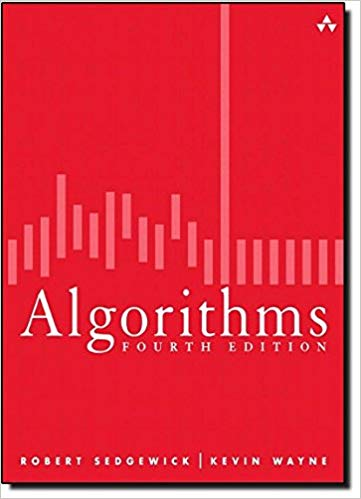 Algorithms
FOURTH EDITION
ROBERT SEDGEWICK | KEVIN WAYNE